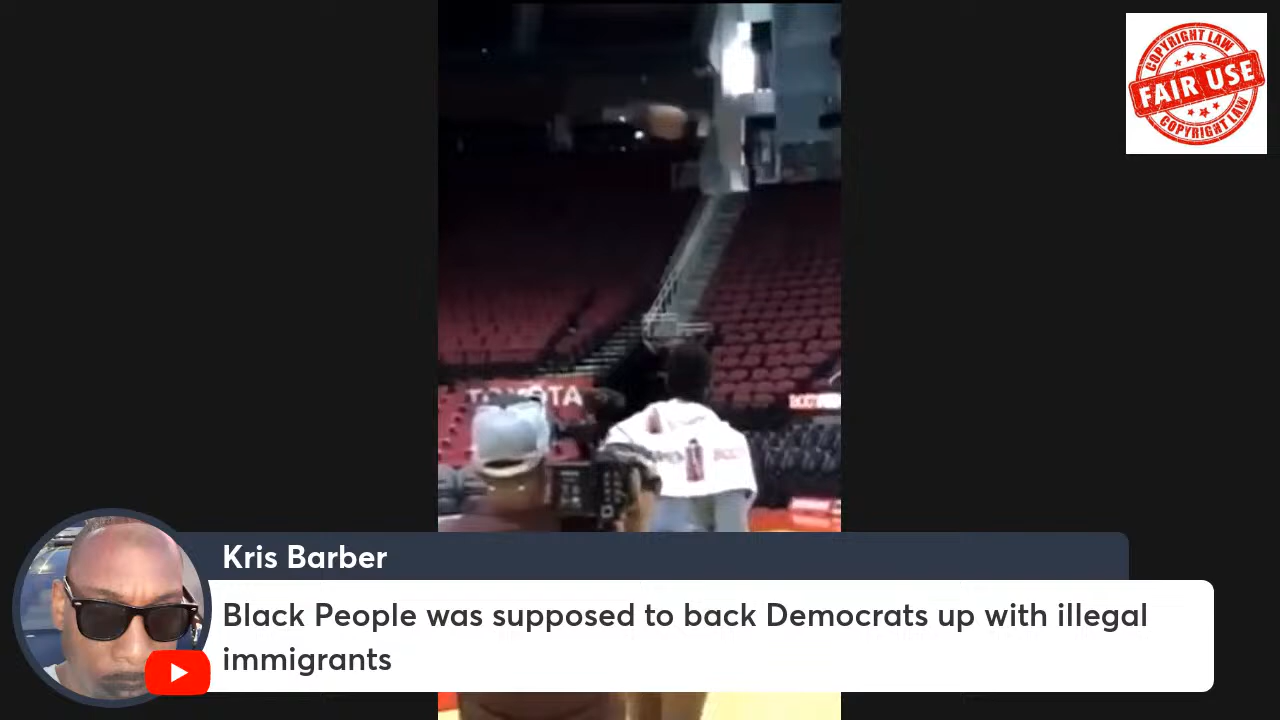 COPYRIGHT LAW
FAIR USE
COPYRIGHT LAW
TOYOTA
Kris Barber
Black People was supposed to back Democrats up with illegal
immigrants